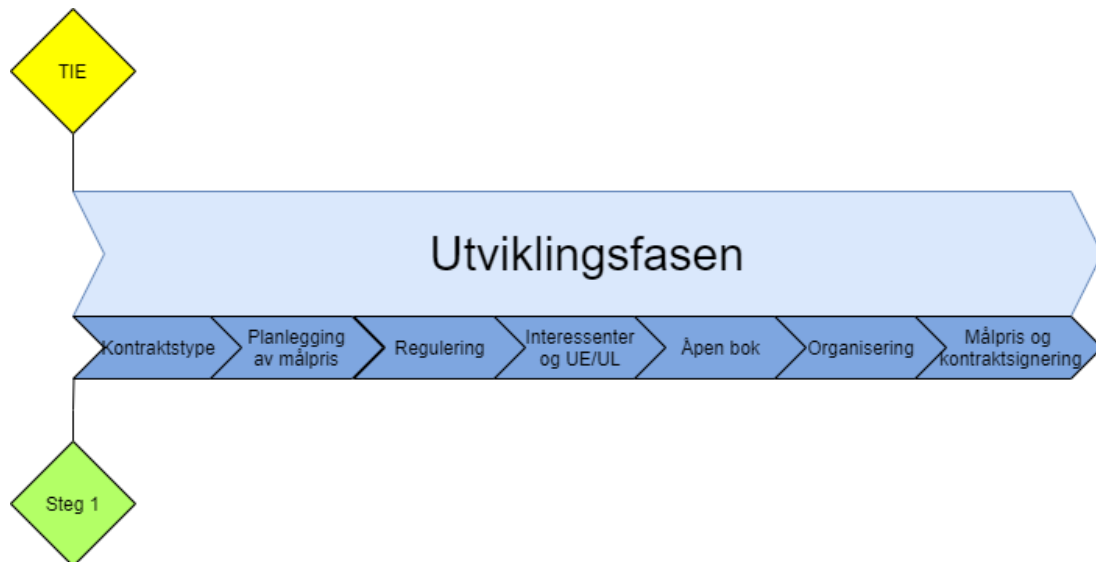 TIE
Utviklingsfasen
Kontraktstype
Planlegging
av målpris
Regulering
Interessenter
og UE/UL
Åpen bok
Organisering
Målpris og
kontraktsignering
Steg 1